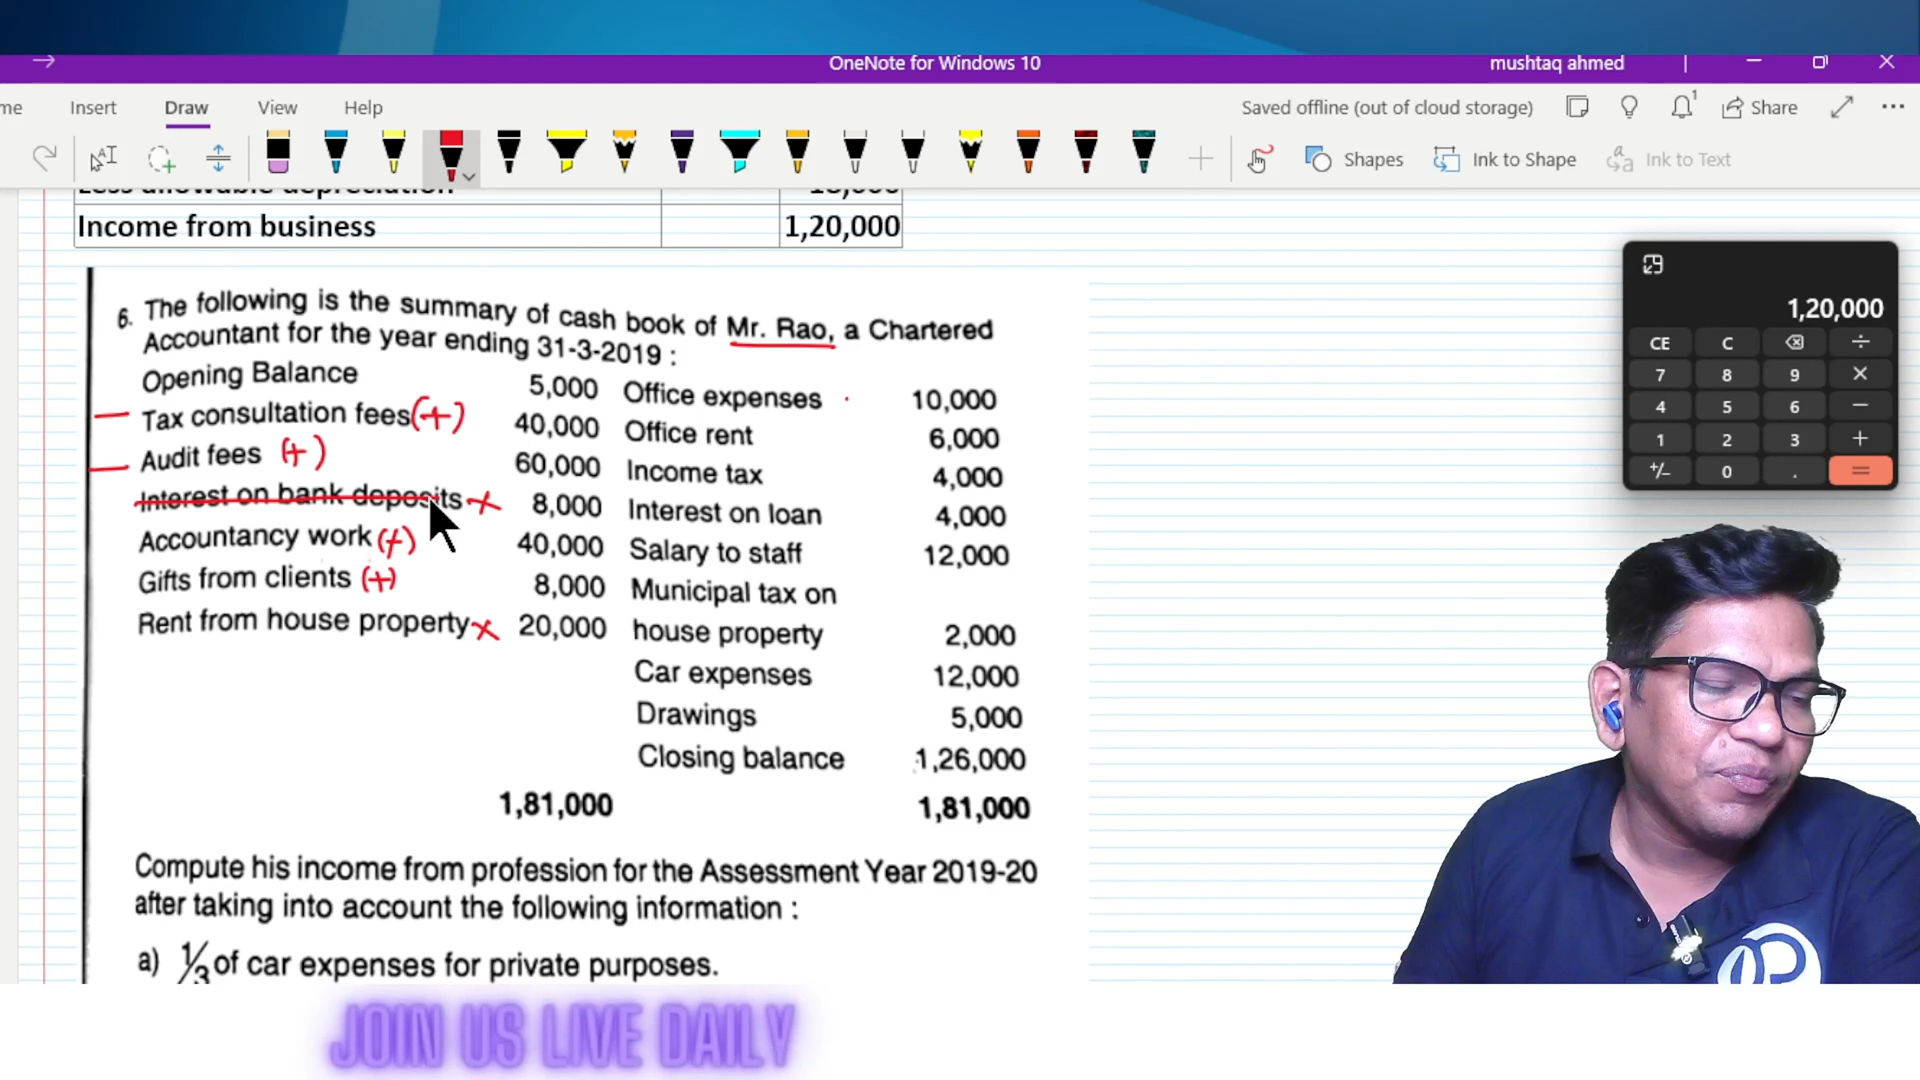 OneNote for Windows 10
mushtaq ahmed
me Insert Draw View Help
Saved offline (out of cloud storage)
1
Share
Shapes
Ink to Shape
Ink to Text
Less allowable depreciation
Income from business 1,20,000
6. The following is the summary of cash book of Mr. Rao, a Chartered
Accountant for the year ending 31-3-2019 :
Opening Balance 5,000 Office expenses 10,000
Tax consultation fees (+) 40,000 Office rent 6,000
Audit fees (+) 60,000 Income tax 4,000
Interest on bank deposits x 8,000 Interest on loan 4,000
Accountancy work (+) 40,000 Salary to staff 12,000
Gifts from clients (+) 8,000 Municipal tax on
Rent from house property x 20,000 house property 2,000
Car expenses 12,000
Drawings 5,000
Closing balance 1,26,000
1,81,000 1,81,000
Compute his income from profession for the Assessment Year 2019-20
after taking into account the following information :
a) 1/3 of car expenses for private purposes.
1,20,000
CE C ÷
7 8 9 ×
4 5 6 −
1 2 3 +
+/− 0 . =
JOIN US LIVE DAILY